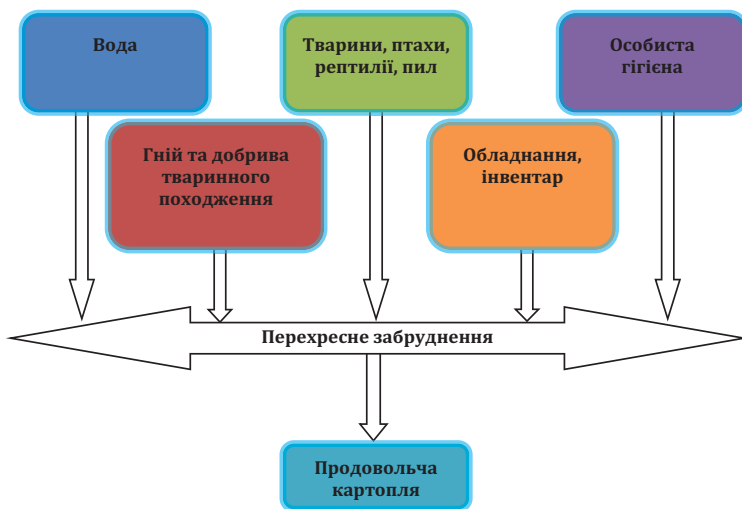 Вода
Тварини, птахи,
рептилії, пил
Особиста
гігієна
Гній та добрива
тваринного
походження
Обладнання,
інвентар
Перехресне забруднення
Продовольча
картопля